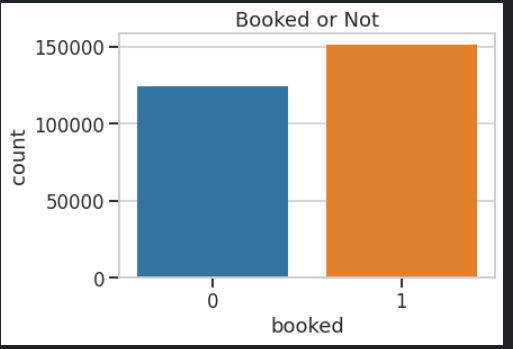 Booked or Not
150000
100000
50000
0
count
0 1
booked